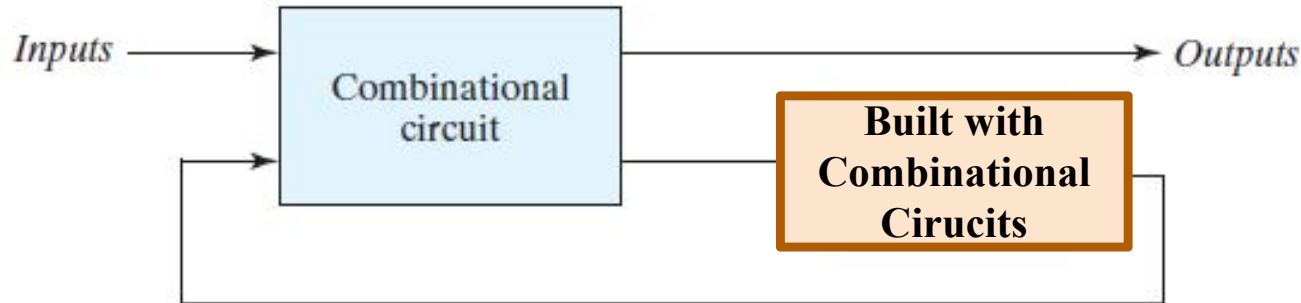 Inputs
Combinational
circuit
Outputs
Built with
Combinational
Cirucits